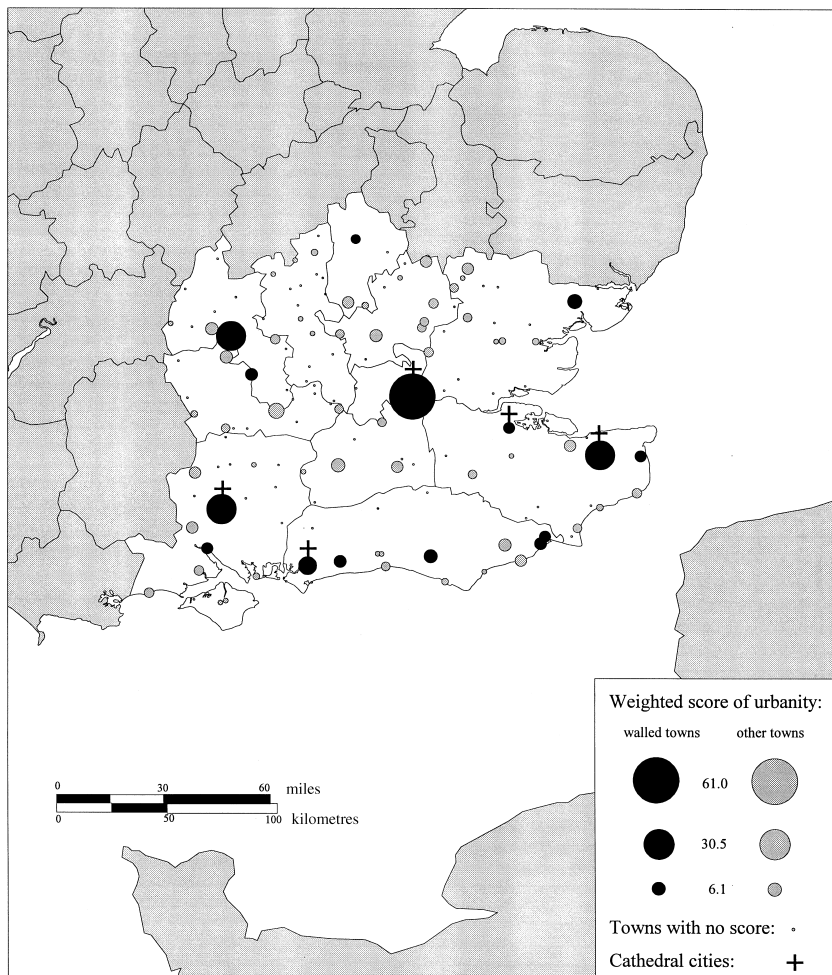 Weighted score of urbanity:
walled towns other towns
61.0
30.5
6.1
Towns with no score:
Cathedral cities:
0 30 60 miles
0 50 100 kilometres